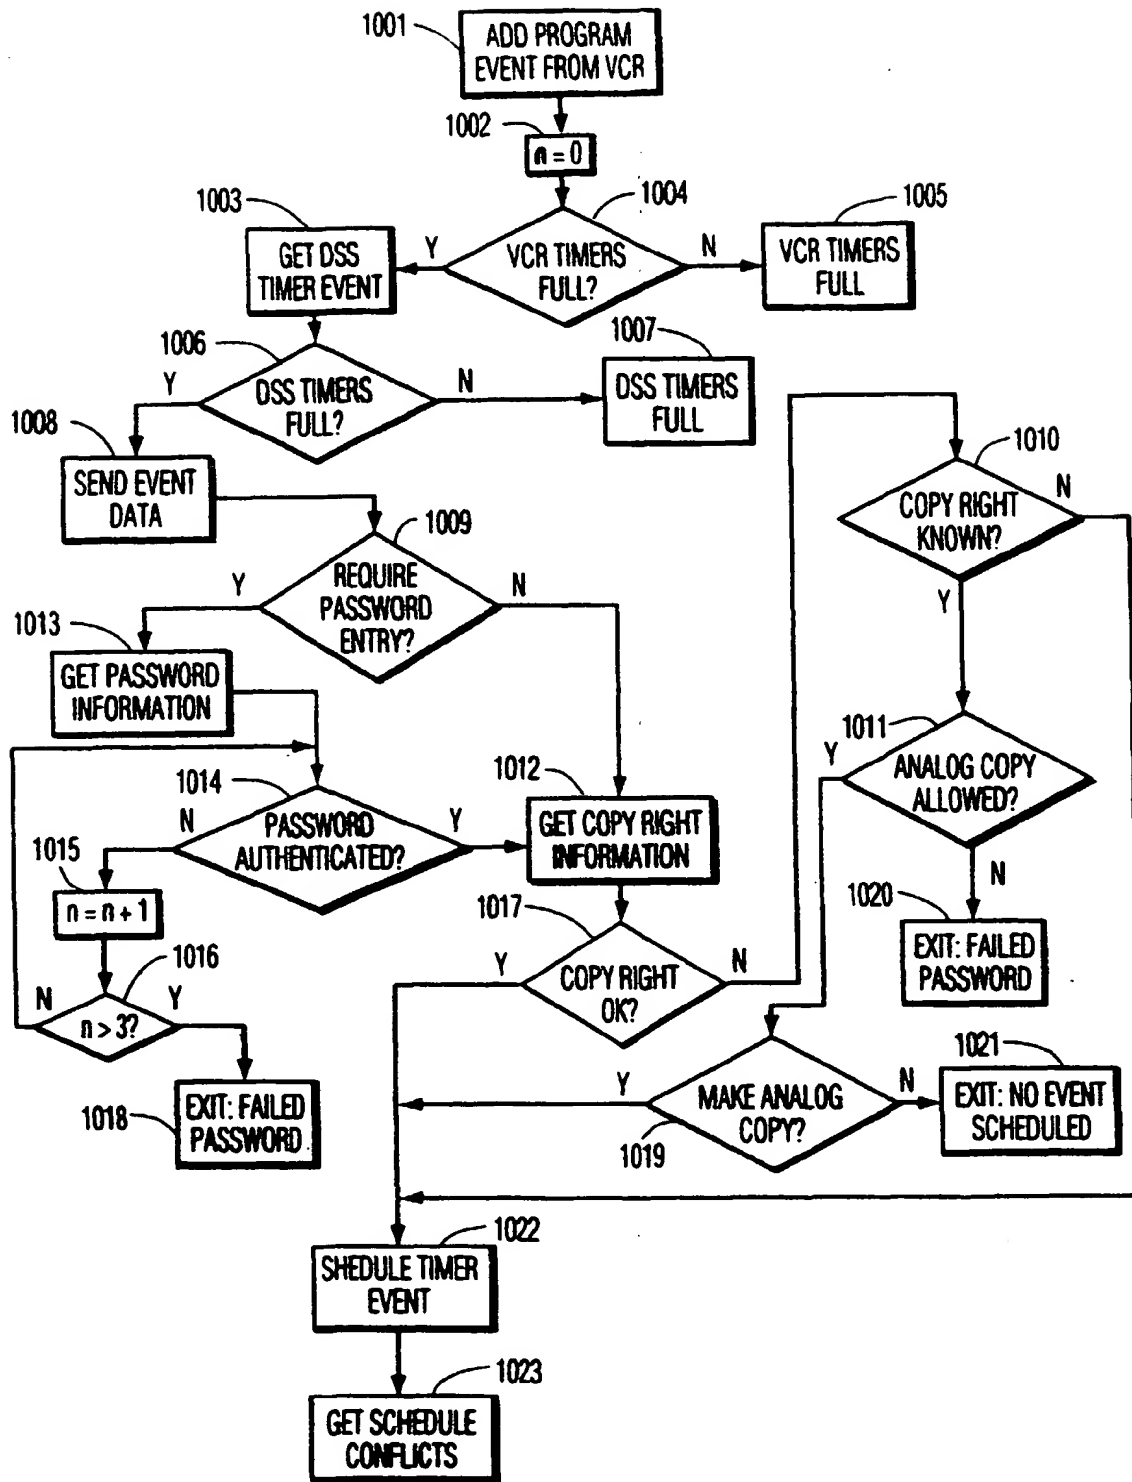 1001
ADD PROGRAM
EVENT FROM VCR
1002
n = 0
1003
1004
1005
GET DSS
TIMER EVENT
Y
VCR TIMERS
FULL?
N
VCR TIMERS
FULL
1006
1007
Y
DSS TIMERS
FULL?
N
DSS TIMERS
FULL
1008
SEND EVENT
DATA
1009
1010
COPY RIGHT
KNOWN?
N
Y
Y
REQUIRE
PASSWORD
ENTRY?
N
1013
GET PASSWORD
INFORMATION
1011
Y
ANALOG COPY
ALLOWED?
N
1014
N
PASSWORD
AUTHENTICATED?
Y
1012
GET COPY RIGHT
INFORMATION
1015
n = n + 1
1016
N
n > 3?
Y
1017
Y
COPY RIGHT
OK?
N
1020
EXIT: FAILED
PASSWORD
1018
EXIT: FAILED
PASSWORD
Y
MAKE ANALOG
COPY?
N
1019
1021
EXIT: NO EVENT
SCHEDULED
1022
SHEDULE TIMER
EVENT
1023
GET SCHEDULE
CONFLICTS